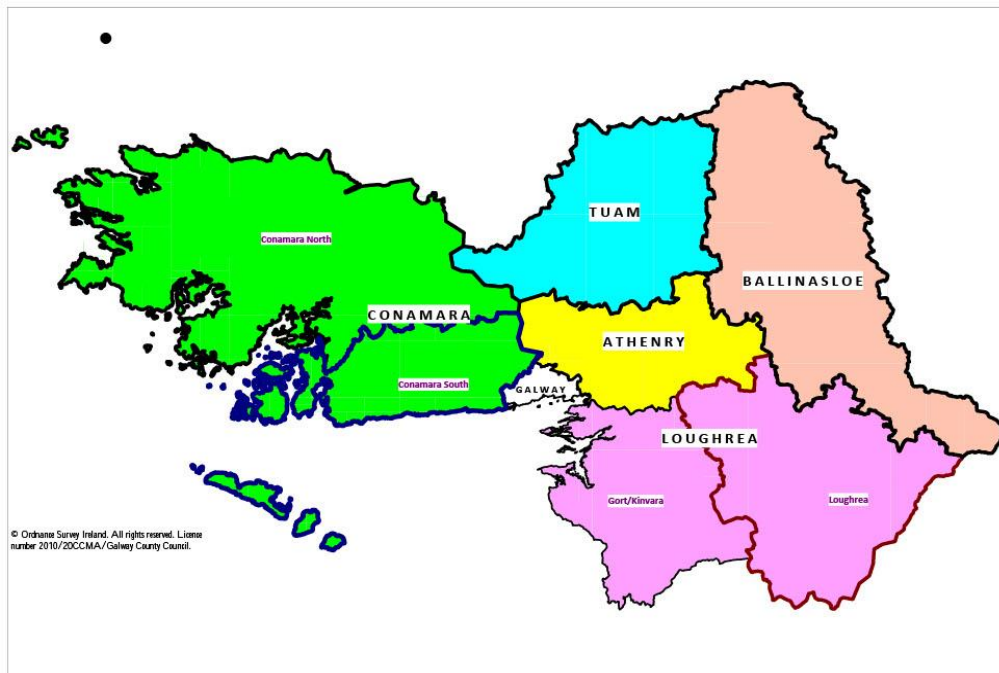 TUAM
Conamara North
BALLINASLOE
CONAMARA
ATHENRY
Conamara South
GALWAY
LOUGHREA
Gort/Kinvara
Loughrea
© Ordnance Survey Ireland. All rights reserved. License
number 2010/20CCMA/Galway County Council.